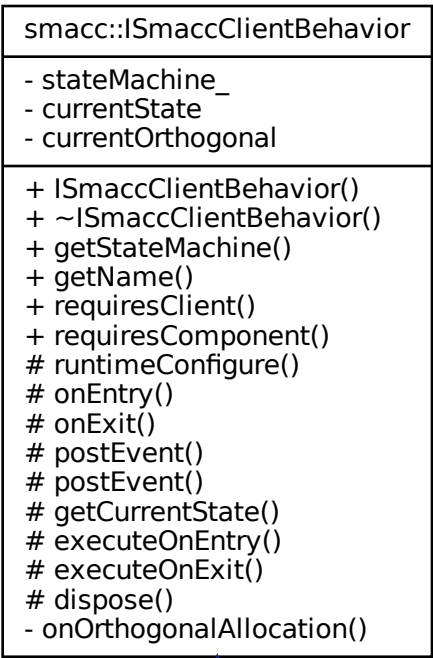 smacc::ISmaccClientBehavior
- stateMachine_
- currentState
- currentOrthogonal
+ ISmaccClientBehavior()
+ ~ISmaccClientBehavior()
+ getStateMachine()
+ getName()
+ requiresClient()
+ requiresComponent()
# runtimeConfigure()
# onEntry()
# onExit()
# postEvent()
# postEvent()
# getCurrentState()
# executeOnEntry()
# executeOnExit()
# dispose()
- onOrthogonalAllocation()